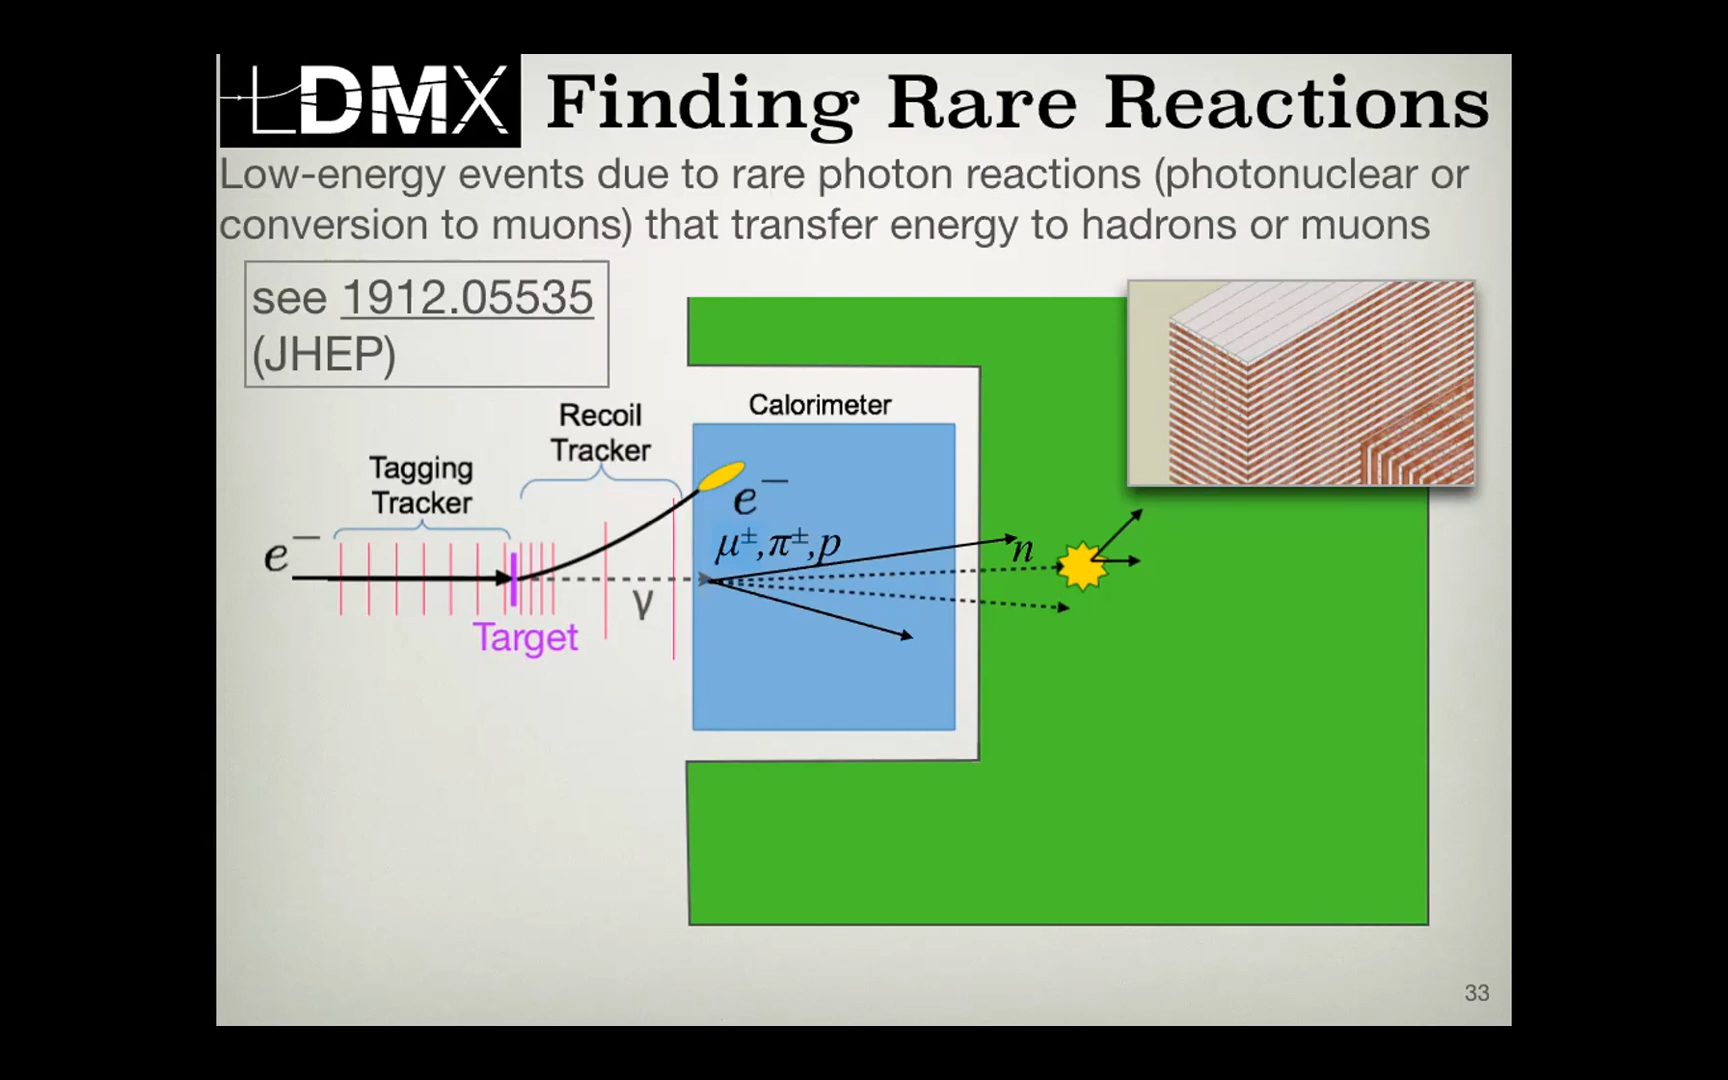 LDMX
Finding Rare Reactions
Low-energy events due to rare photon reactions (photonuclear or
conversion to muons) that transfer energy to hadrons or muons
see 1912.05535
(JHEP)
Calorimeter
Recoil
Tracker
Tagging
Tracker
e⁻
e⁻
μ±,π±,p
n
γ
Target
33